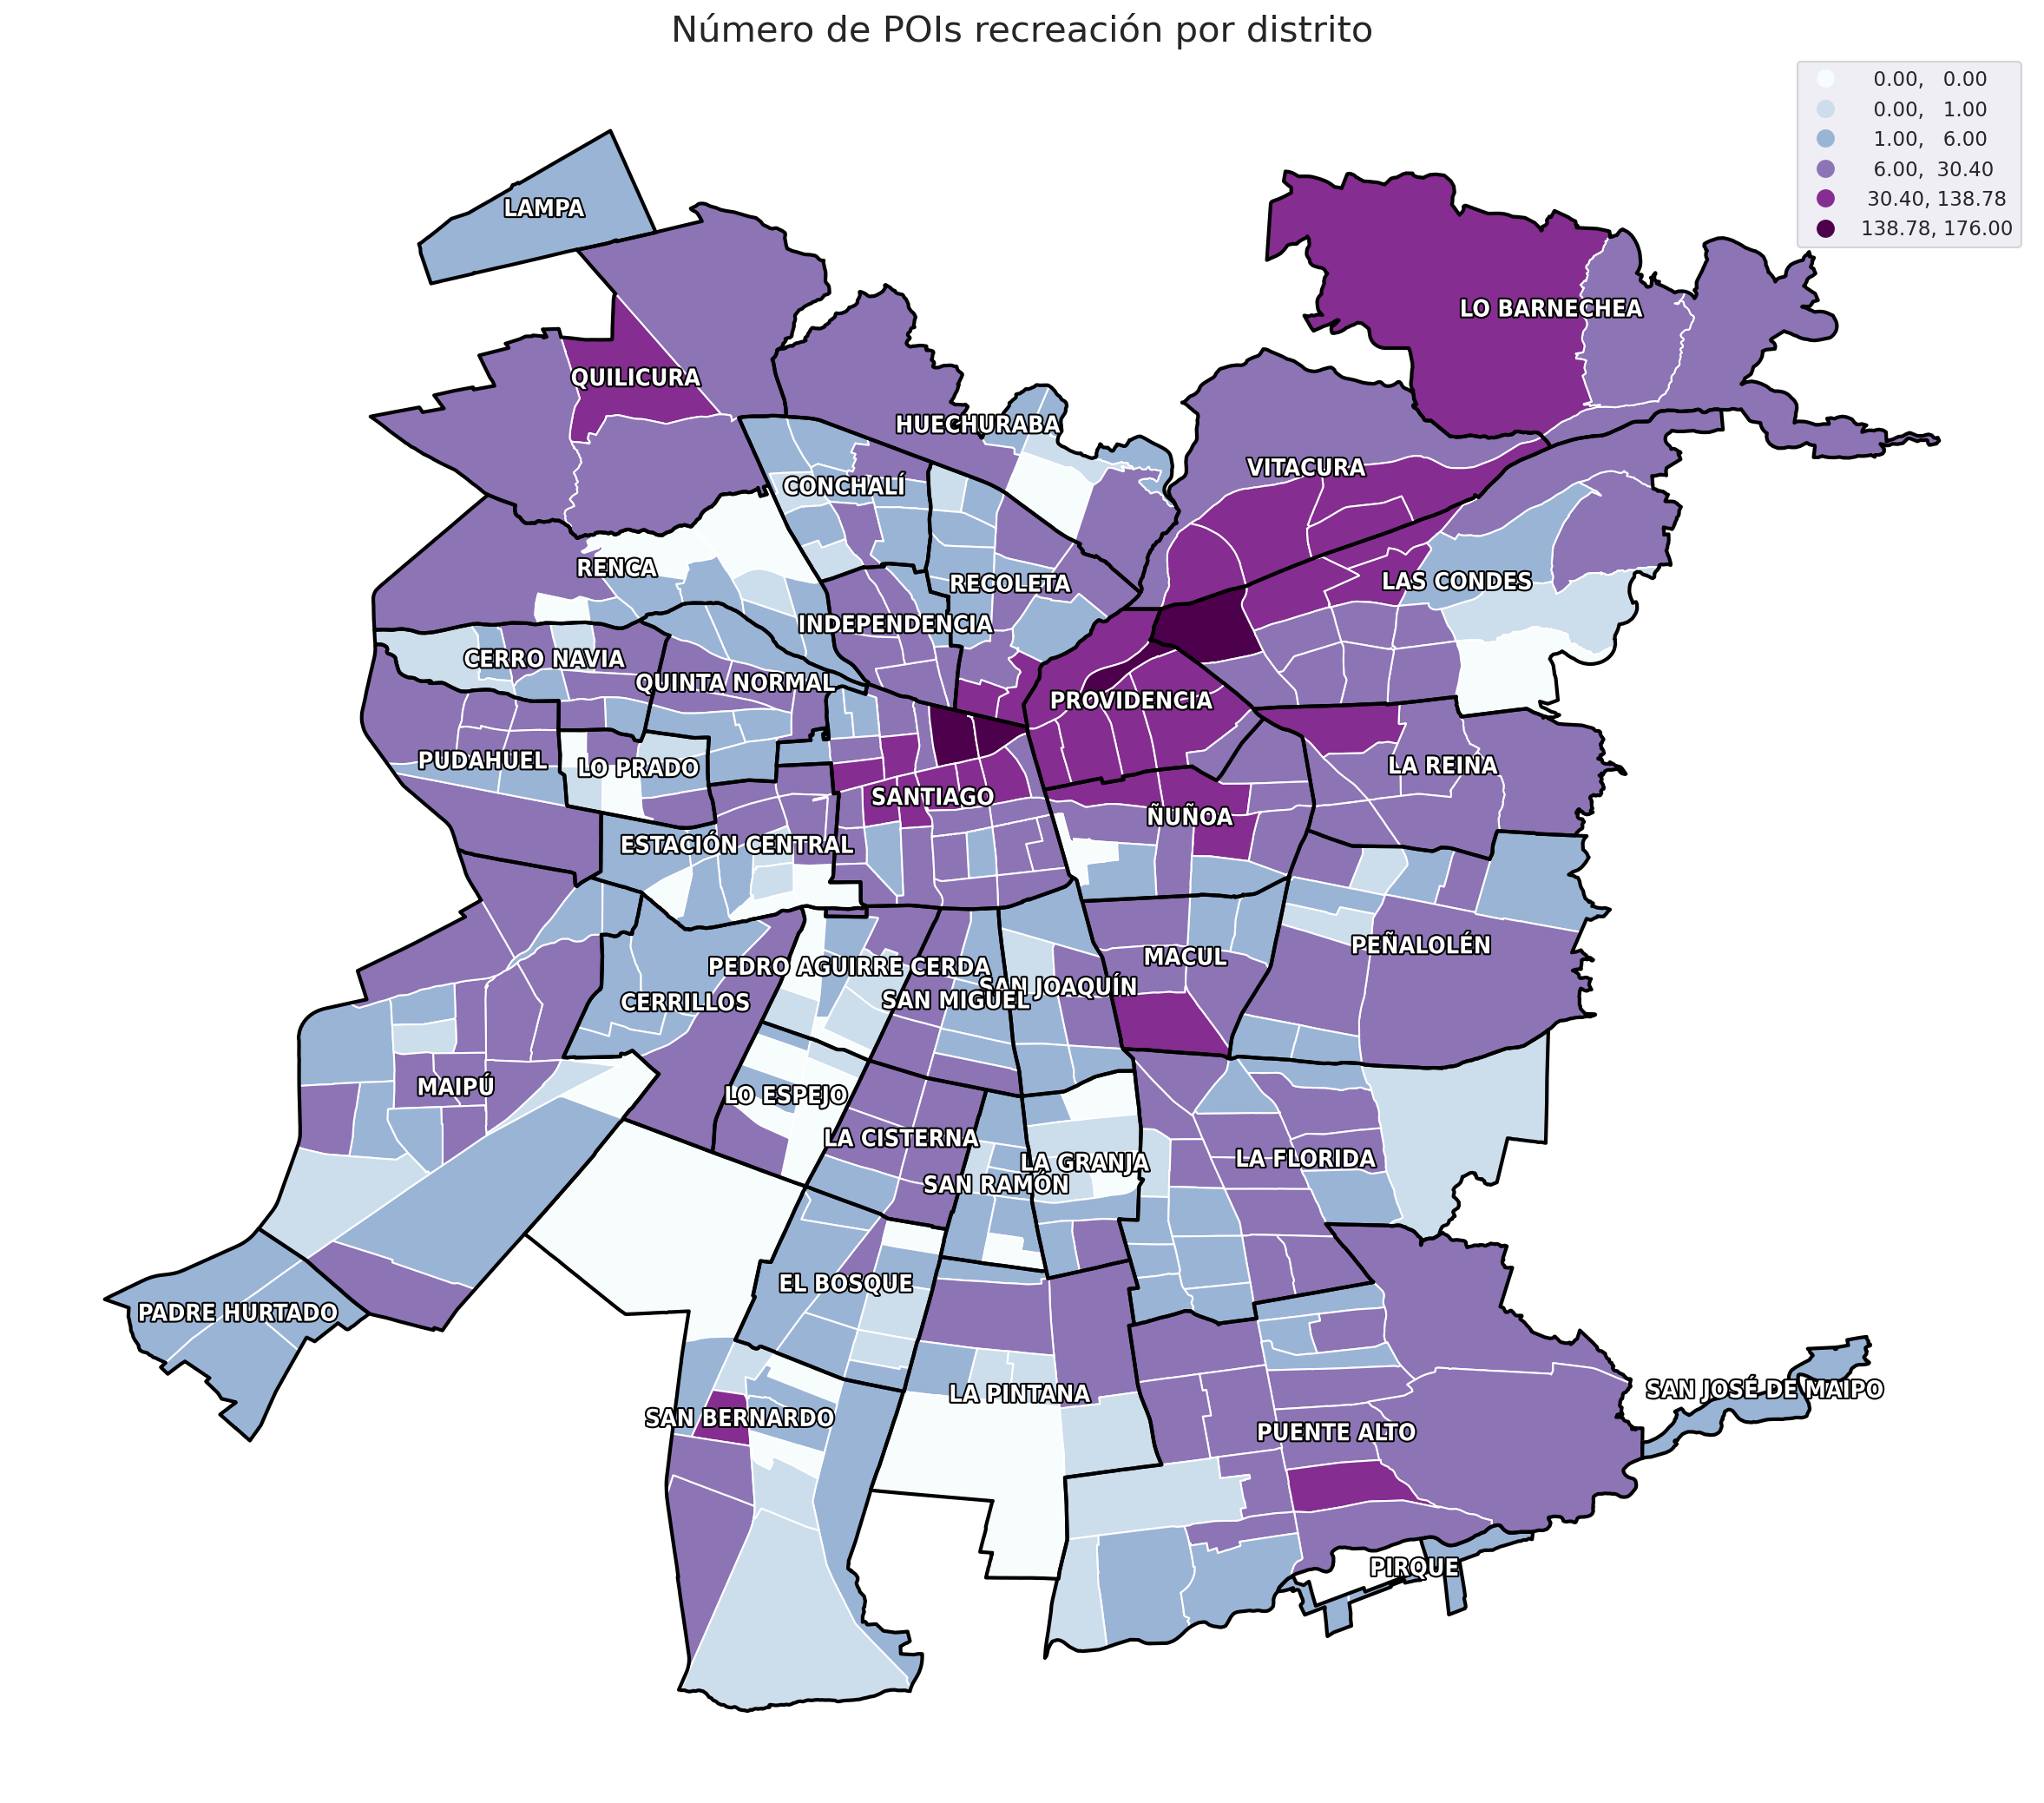 Número de POIs recreación por distrito
0.00, 0.00
0.00, 1.00
1.00, 6.00
6.00, 30.40
30.40, 138.78
138.78, 176.00
LAMPA
LO BARNECHEA
QUILICURA
HUECHURABA
VITACURA
CONCHALÍ
RENCA
RECOLETA
LAS CONDES
INDEPENDENCIA
CERRO NAVIA
QUINTA NORMAL
PROVIDENCIA
PUDAHUEL
LO PRADO
LA REINA
SANTIAGO
ÑUÑOA
ESTACIÓN CENTRAL
PEÑALOLÉN
MACUL
PEDRO AGUIRRE CERDA
SAN JOAQUÍN
CERRILLOS
SAN MIGUEL
MAIPÚ
LO ESPEJO
LA CISTERNA
LA GRANJA
LA FLORIDA
SAN RAMÓN
EL BOSQUE
PADRE HURTADO
LA PINTANA
SAN JOSÉ DE MAIPO
SAN BERNARDO
PUENTE ALTO
PIRQUE